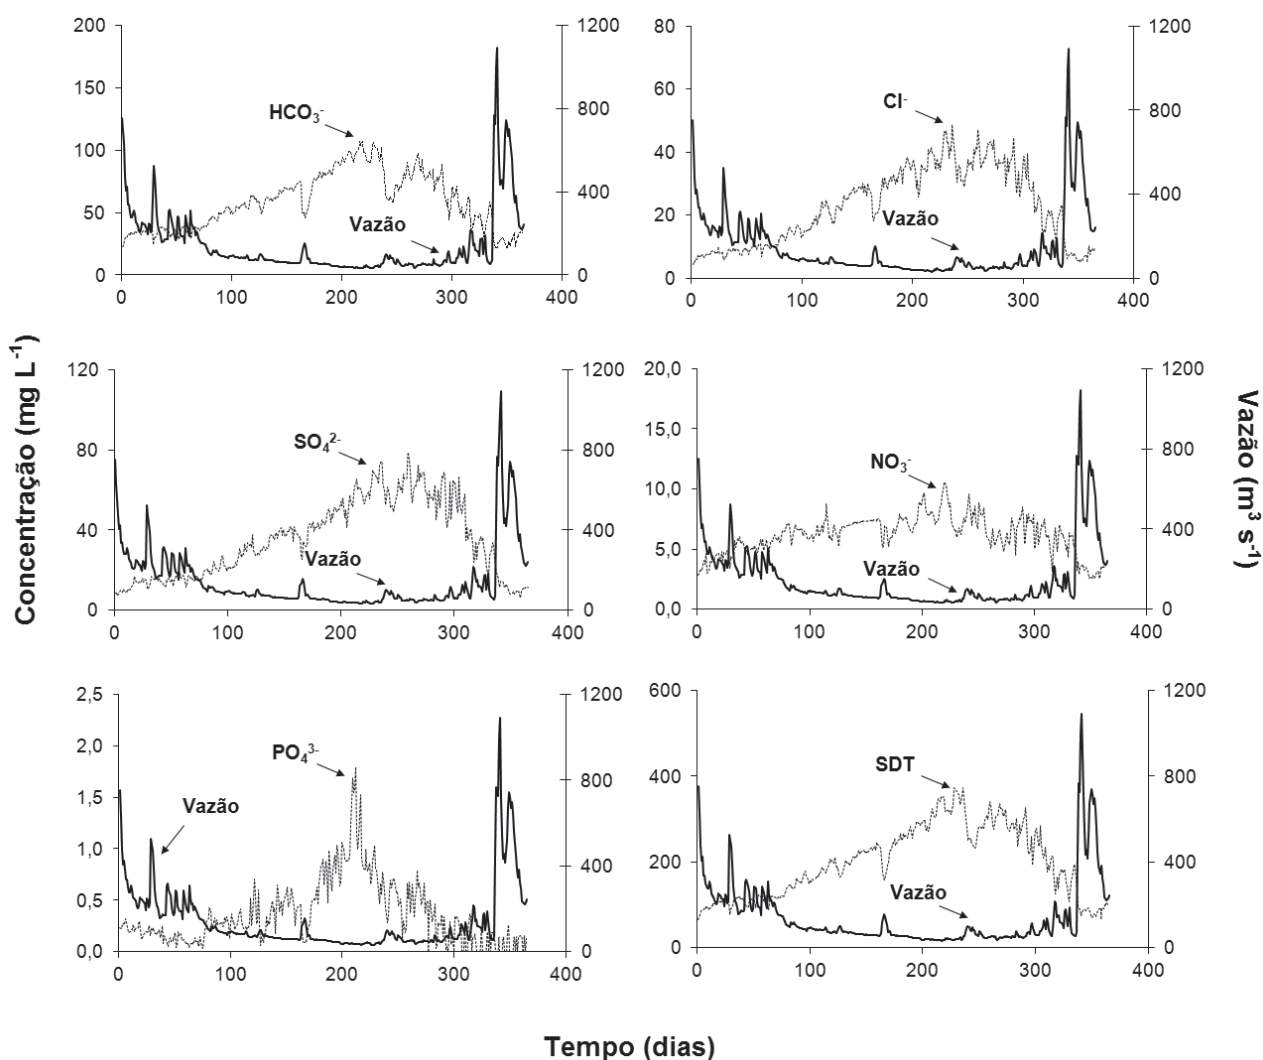 200
150
100
50
0
1200
800
400
0
0 100 200 300 400
HCO₃⁻
Vazão
80
60
40
20
0
1200
800
400
0
0 100 200 300 400
Cl⁻
Vazão
120
80
40
0
1200
800
400
0
0 100 200 300 400
SO₄²⁻
Vazão
20,0
15,0
10,0
5,0
0,0
1200
800
400
0
0 100 200 300 400
NO₃⁻
Vazão
2,5
2,0
1,5
1,0
0,5
0,0
1200
800
400
0
0 100 200 300 400
PO₄³⁻
Vazão
600
400
200
0
1200
800
400
0
0 100 200 300 400
SDT
Vazão
Concentração (mg L⁻¹)
Vazão (m³ s⁻¹)
Tempo (dias)